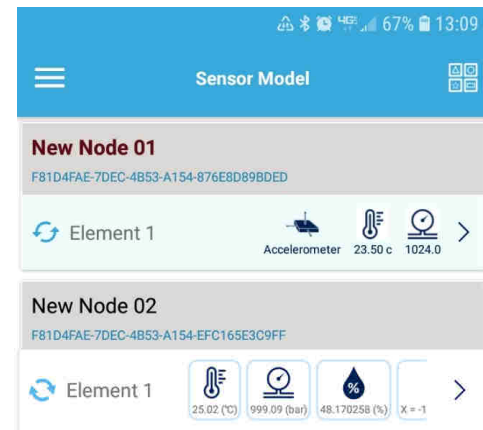 4GE 67% 13:09
Sensor Model
New Node 01
F81D4FAE-7DEC-4B53-A154-876E8D89BDED
Element 1
Accelerometer 23.50 c 1024.0
New Node 02
F81D4FAE-7DEC-4B53-A154-EFC165E3C9FF
Element 1
%
25.02 (°C) 999.09 (bar) 48.170258 (%) X = -1